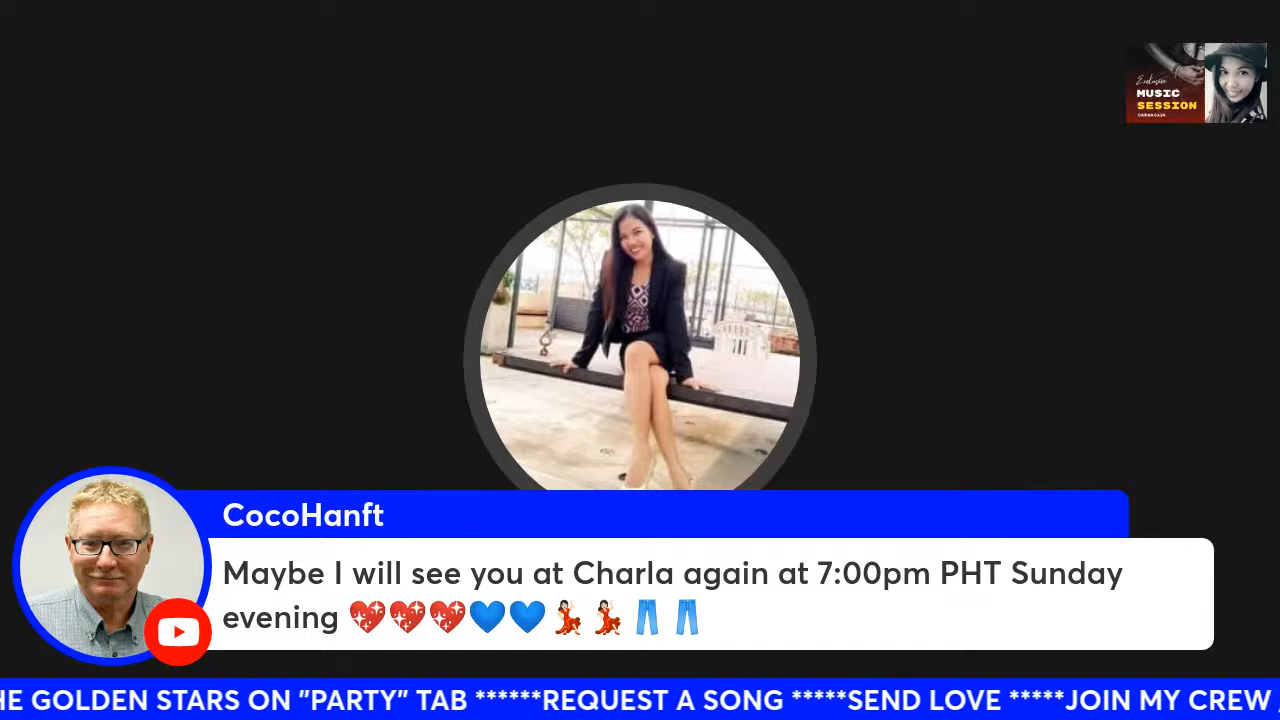 Exclusive
MUSIC
SESSION
CocoHanft
Maybe I will see you at Charla again at 7:00pm PHT Sunday
evening 💖💖💖💙💙💃💃👖👖
HE GOLDEN STARS ON "PARTY" TAB ******REQUEST A SONG *****SEND LOVE *****JOIN MY CREW